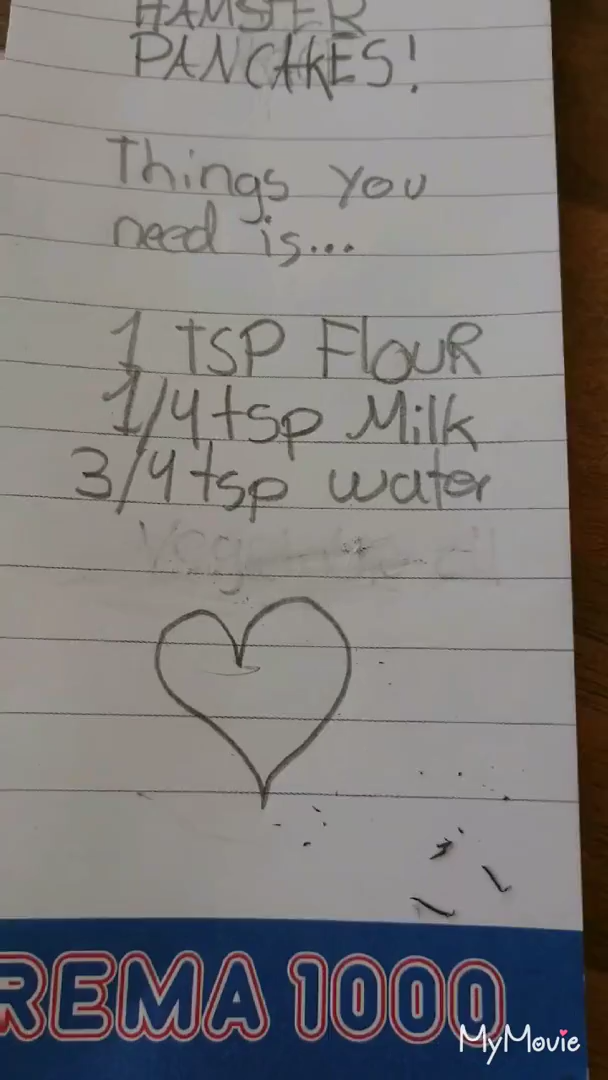 HAMSTER
PANCAKES!
Things you
need is...
1 tsp Flour
1/4 tsp Milk
3/4 tsp water
REMA 1000
MyMovie